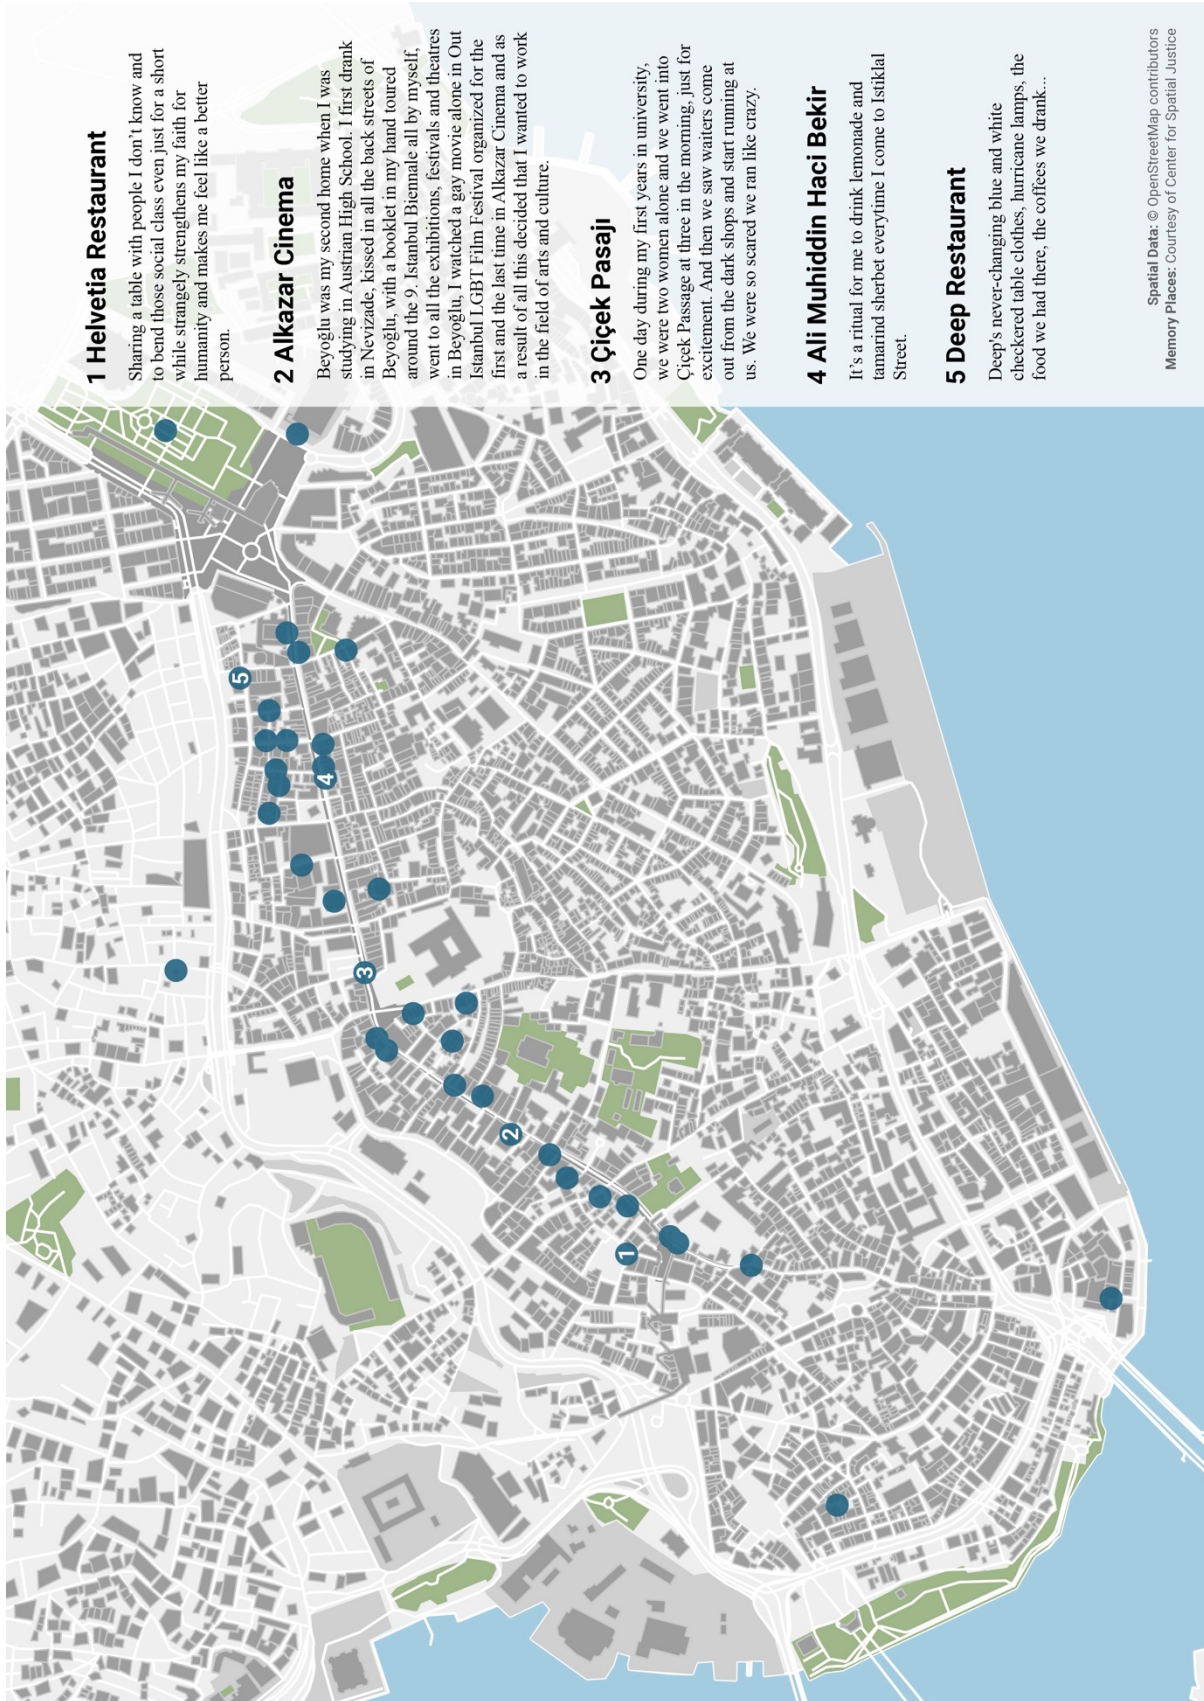 1 Helvetia Restaurant
Sharing a table with people I don’t know and
to bend those social class even just for a short
while strangely strengthens my faith for
humanity and makes me feel like a better
person.
2 Alkazar Cinema
Beyoğlu was my second home when I was
studying in Austrian High School. I first drank
in Nevizade, kissed in all the back streets of
Beyoğlu, with a booklet in my hand toured
around the 9. Istanbul Biennale all by myself,
went to all the exhibitions, festivals and theatres
in Beyoğlu, I watched a gay movie alone in Out
Istanbul LGBT Film Festival organized for the
first and the last time in Alkazar Cinema and as
a result of all this decided that I wanted to work
in the field of arts and culture.
3 Çiçek Pasajı
One day during my first years in university,
we were two women alone and we went into
Çiçek Passage at three in the morning, just for
excitement. And then we saw waiters come
out from the dark shops and start running at
us. We were so scared we ran like crazy.
4 Ali Muhiddin Haci Bekir
It’s a ritual for me to drink lemonade and
tamarind sherbet everytime I come to Istiklal
Street.
5 Deep Restaurant
Deep's never-changing blue and white
checkered table clothes, hurricane lamps, the
food we had there, the coffees we drank...
Spatial Data: © OpenStreetMap contributors
Memory Places: Courtesy of Center for Spatial Justice
1
2
3
4
5